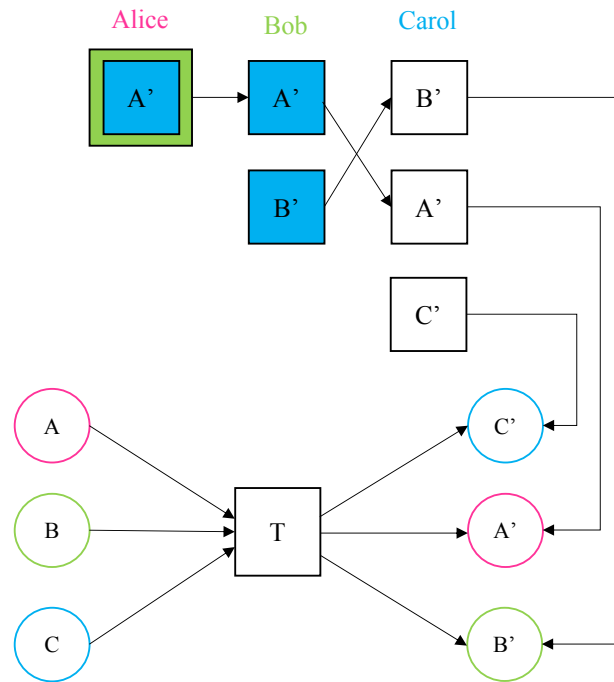 Alice Bob Carol
A’ A’ B’
B’ A’
C’
A C’
B T A’
C B’